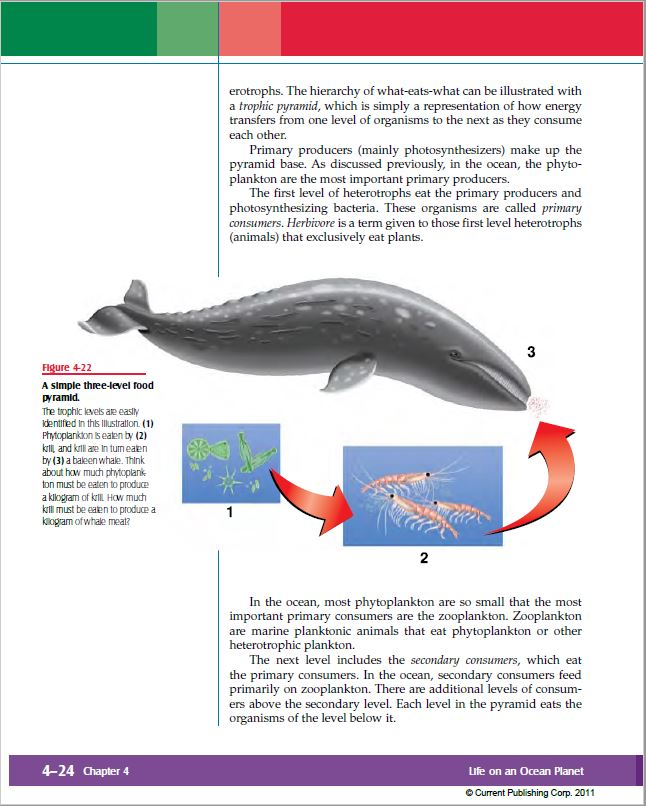 erotrophs. The hierarchy of what-eats-what can be illustrated with
a trophic pyramid, which is simply a representation of how energy
transfers from one level of organisms to the next as they consume
each other.
Primary producers (mainly photosynthesizers) make up the
pyramid base. As discussed previously, in the ocean, the phyto-
plankton are the most important primary producers.
The first level of heterotrophs eat the primary producers and
photosynthesizing bacteria. These organisms are called primary
consumers. Herbivore is a term given to those first level heterotrophs
(animals) that exclusively eat plants.
3
Figure 4-22
A simple three-level food
pyramid.
The trophic levels are easily
identified in this illustration. (1)
Phytoplankton is eaten by (2)
krill, and krill are in turn eaten
by (3) a baleen whale. Think
about how much phytoplank-
ton must be eaten to produce
a kilogram of krill. How much
krill must be eaten to produce a
kilogram of whale meat?
1
2
In the ocean, most phytoplankton are so small that the most
important primary consumers are the zooplankton. Zooplankton
are marine planktonic animals that eat phytoplankton or other
heterotrophic plankton.
The next level includes the secondary consumers, which eat
the primary consumers. In the ocean, secondary consumers feed
primarily on zooplankton. There are additional levels of consum-
ers above the secondary level. Each level in the pyramid eats the
organisms of the level below it.
4–24 Chapter 4
Life on an Ocean Planet
© Current Publishing Corp. 2011